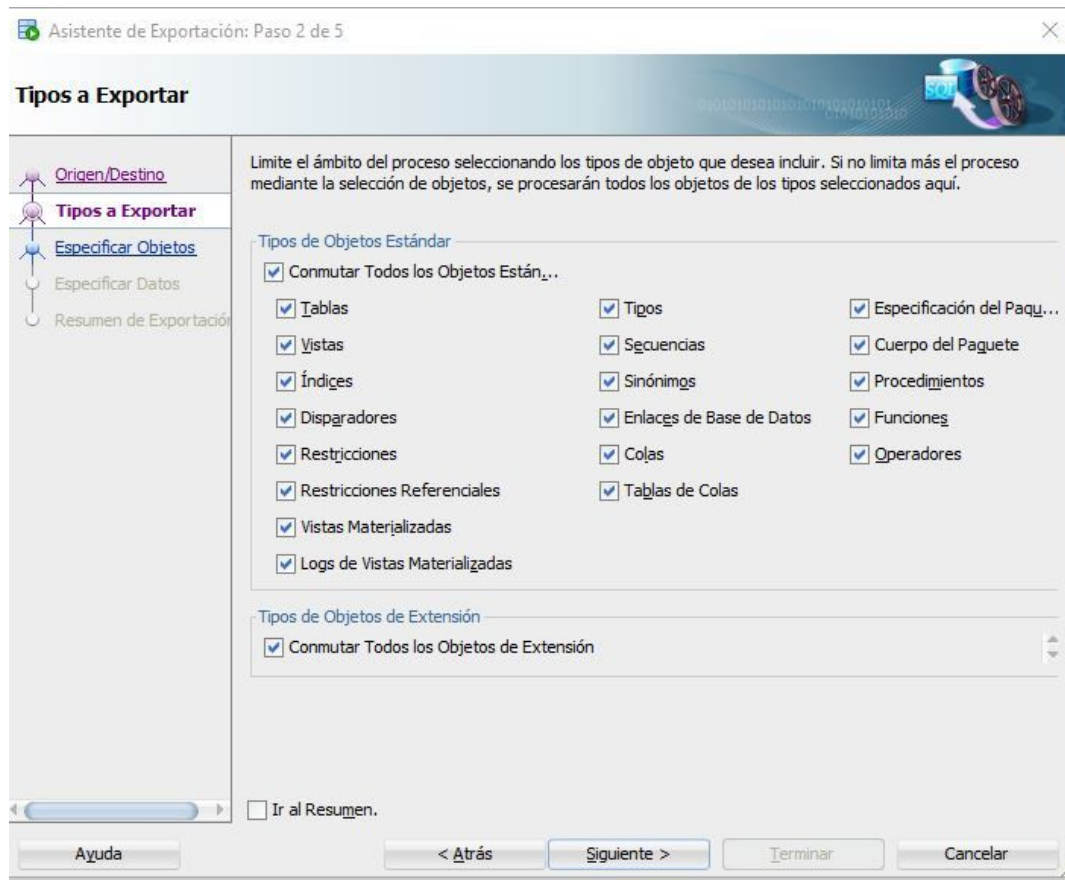 Asistente de Exportación: Paso 2 de 5
Tipos a Exportar
SQL
Origen/Destino
Tipos a Exportar
Especificar Objetos
Especificar Datos
Resumen de Exportación
Limite el ámbito del proceso seleccionando los tipos de objeto que desea incluir. Si no limita más el proceso
mediante la selección de objetos, se procesarán todos los objetos de los tipos seleccionados aquí.
Tipos de Objetos Estándar
Conmutar Todos los Objetos Están...
Tablas
Tipos
Especificación del Paqu...
Vistas
Secuencias
Cuerpo del Paquete
Índices
Sinónimos
Procedimientos
Disparadores
Enlaces de Base de Datos
Funciones
Restricciones
Colas
Operadores
Restricciones Referenciales
Tablas de Colas
Vistas Materializadas
Logs de Vistas Materializadas
Tipos de Objetos de Extensión
Conmutar Todos los Objetos de Extensión
Ir al Resumen.
Ayuda
< Atrás
Siguiente >
Terminar
Cancelar